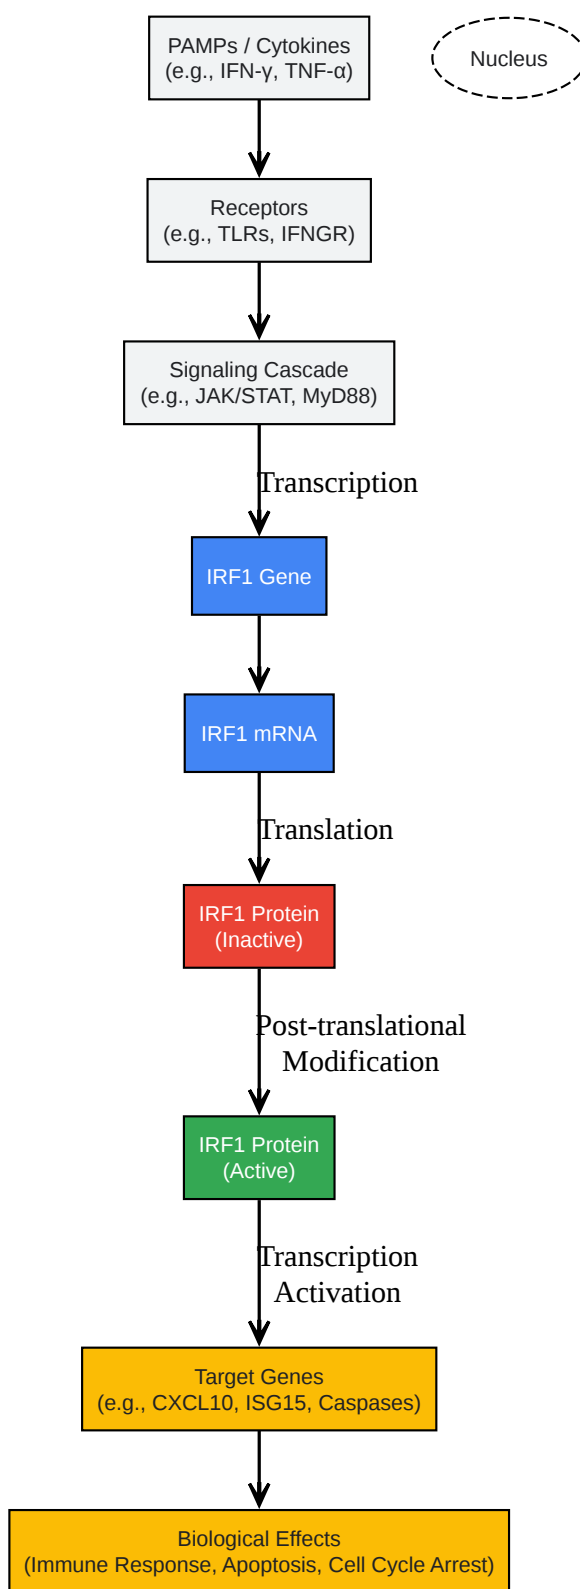 PAMPs / Cytokines
(e.g., IFN-γ, TNF-α)
Nucleus
Receptors
(e.g., TLRs, IFNGR)
Signaling Cascade
(e.g., JAK/STAT, MyD88)
Transcription
IRF1 Gene
IRF1 mRNA
Translation
IRF1 Protein
(Inactive)
Post-translational
Modification
IRF1 Protein
(Active)
Transcription
Activation
Target Genes
(e.g., CXCL10, ISG15, Caspases)
Biological Effects
(Immune Response, Apoptosis, Cell Cycle Arrest)